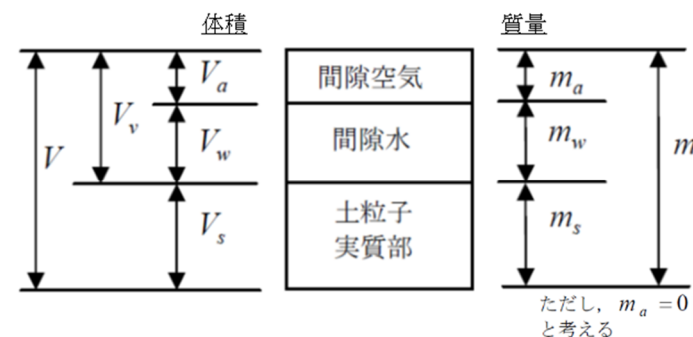 体積
質量
V
V_v
V_a
V_w
V_s
間隙空気
間隙水
土粒子
実質部
m_a
m_w
m_s
m
ただし，m_a = 0
と考える